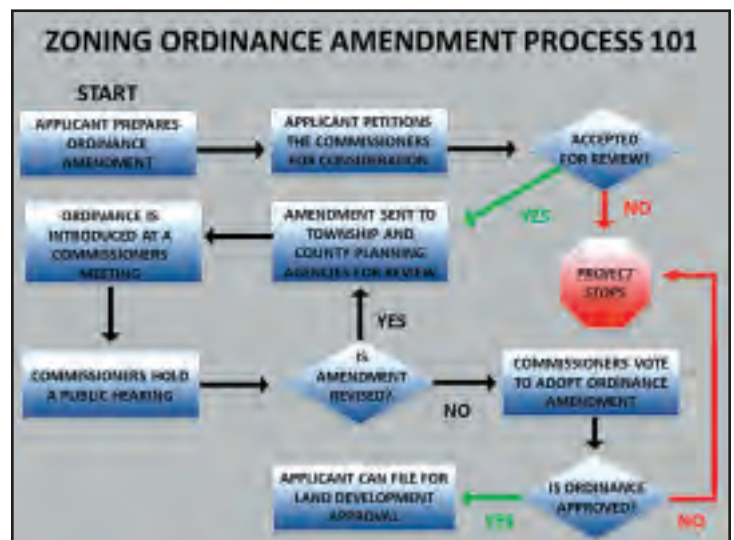 ZONING ORDINANCE AMENDMENT PROCESS 101
START
APPLICANT PREPARES
ORDINANCE
AMENDMENT
APPLICANT PETITIONS
THE COMMISSIONERS
FOR CONSIDERATION
ACCEPTED
FOR REVIEW?
YES
NO
PROJECT
STOPS
AMENDMENT SENT TO
TOWNSHIP AND
COUNTY PLANNING
AGENCIES FOR REVIEW
ORDINANCE IS
INTRODUCED AT A
COMMISSIONERS
MEETING
COMMISSIONERS HOLD
A PUBLIC HEARING
IS
AMENDMENT
REVISED?
YES
NO
COMMISSIONERS VOTE
TO ADOPT ORDINANCE
AMENDMENT
IS ORDINANCE
APPROVED?
YES
NO
APPLICANT CAN FILE FOR
LAND DEVELOPMENT
APPROVAL